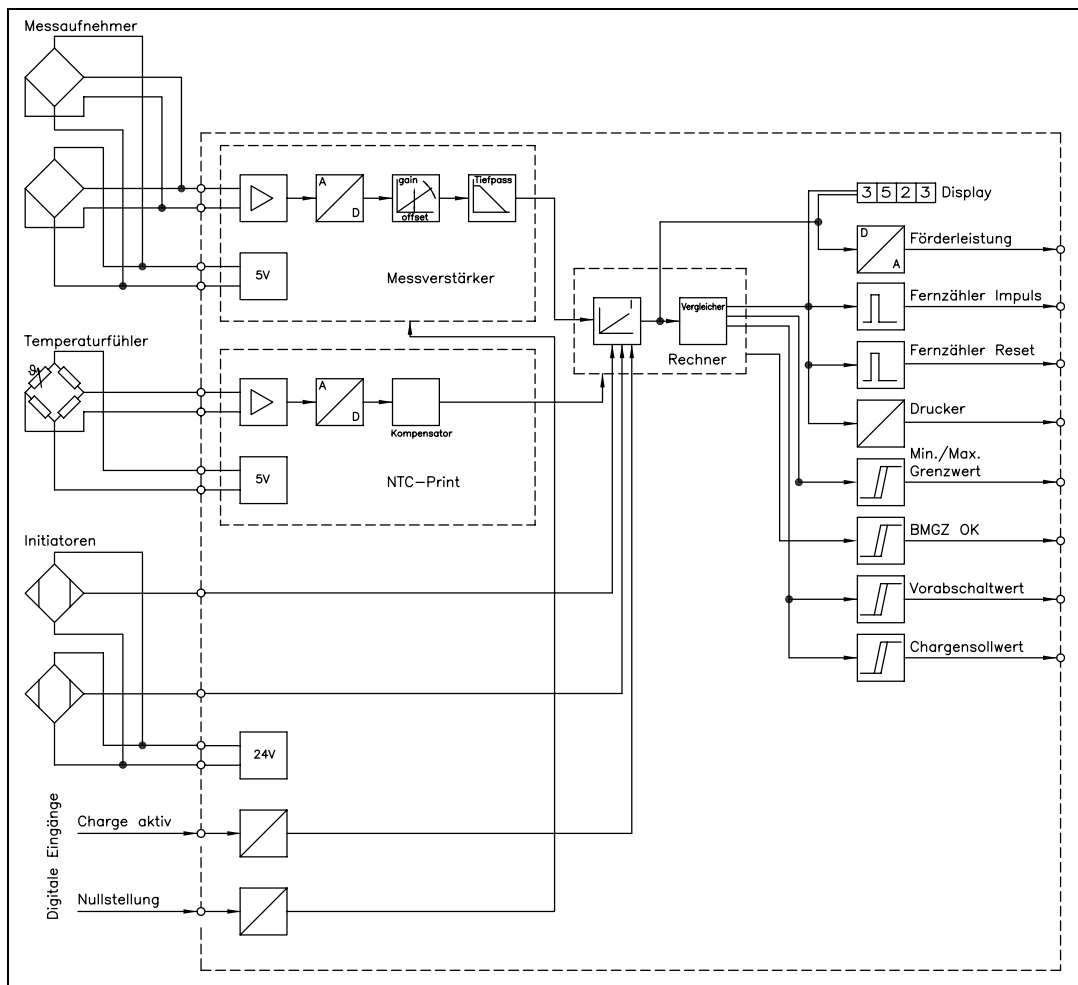 Messaufnehmer
A
D
gain
offset
Tiefpass
5V
Messverstärker
3 5 2 3
Display
D
A
Förderleistung
I
Vergleicher
Rechner
Fernzähler Impuls
Fernzähler Reset
Drucker
Min./Max.
Grenzwert
BMGZ OK
Vorabschaltwert
Chargensollwert
Temperaturfühler
ϑ
A
D
Kompensator
5V
NTC-Print
Initiatoren
24V
Digitale Eingänge
Charge aktiv
Nullstellung